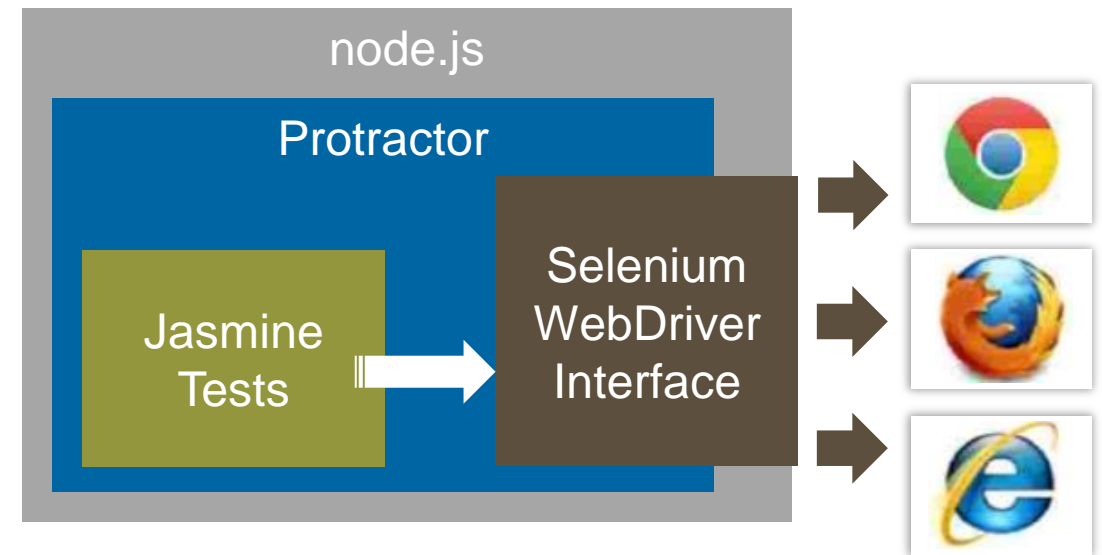 node.js
Protractor
Jasmine
Tests
Selenium
WebDriver
Interface